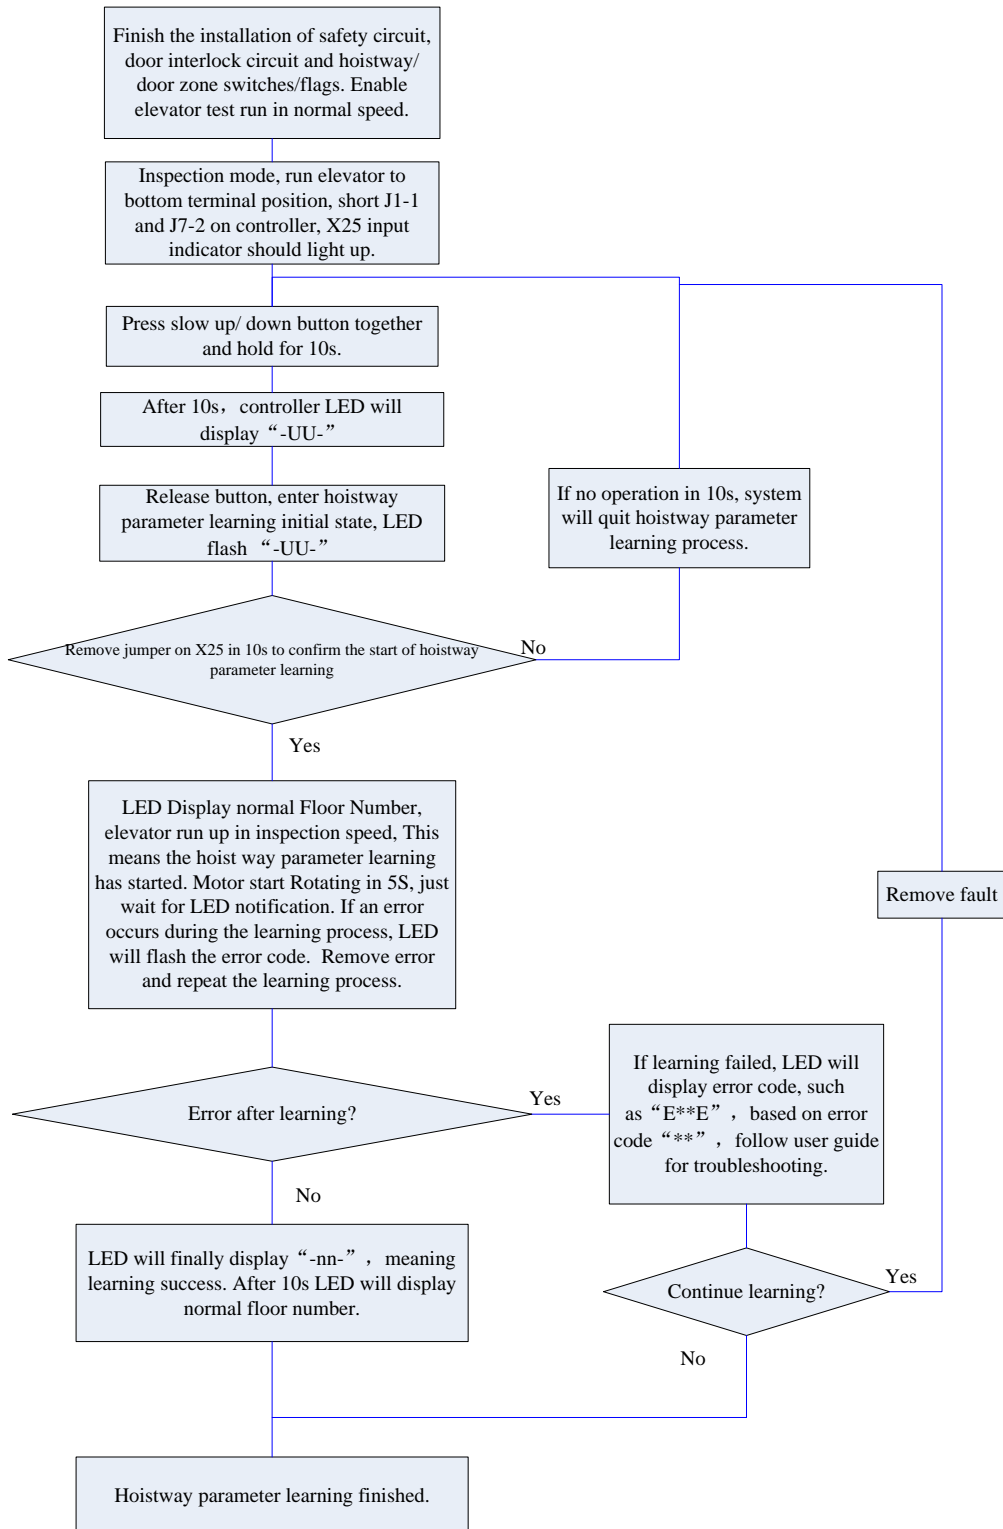 Finish the installation of safety circuit,
door interlock circuit and hoistway/
door zone switches/flags. Enable
elevator test run in normal speed.
Inspection mode, run elevator to
bottom terminal position, short J1-1
and J7-2 on controller, X25 input
indicator should light up.
Press slow up/ down button together
and hold for 10s.
After 10s，controller LED will
display “-UU-”
Release button, enter hoistway
parameter learning initial state, LED
flash “-UU-”
If no operation in 10s, system
will quit hoistway parameter
learning process.
Remove jumper on X25 in 10s to confirm the start of hoistway
parameter learning
No
Yes
LED Display normal Floor Number,
elevator run up in inspection speed, This
means the hoist way parameter learning
has started. Motor start Rotating in 5S, just
wait for LED notification. If an error
occurs during the learning process, LED
will flash the error code. Remove error
and repeat the learning process.
Remove fault
Error after learning?
Yes
If learning failed, LED will
display error code, such
as “E**E”，based on error
code “**”，follow user guide
for troubleshooting.
No
LED will finally display “-nn-”，meaning
learning success. After 10s LED will display
normal floor number.
Continue learning?
Yes
No
Hoistway parameter learning finished.